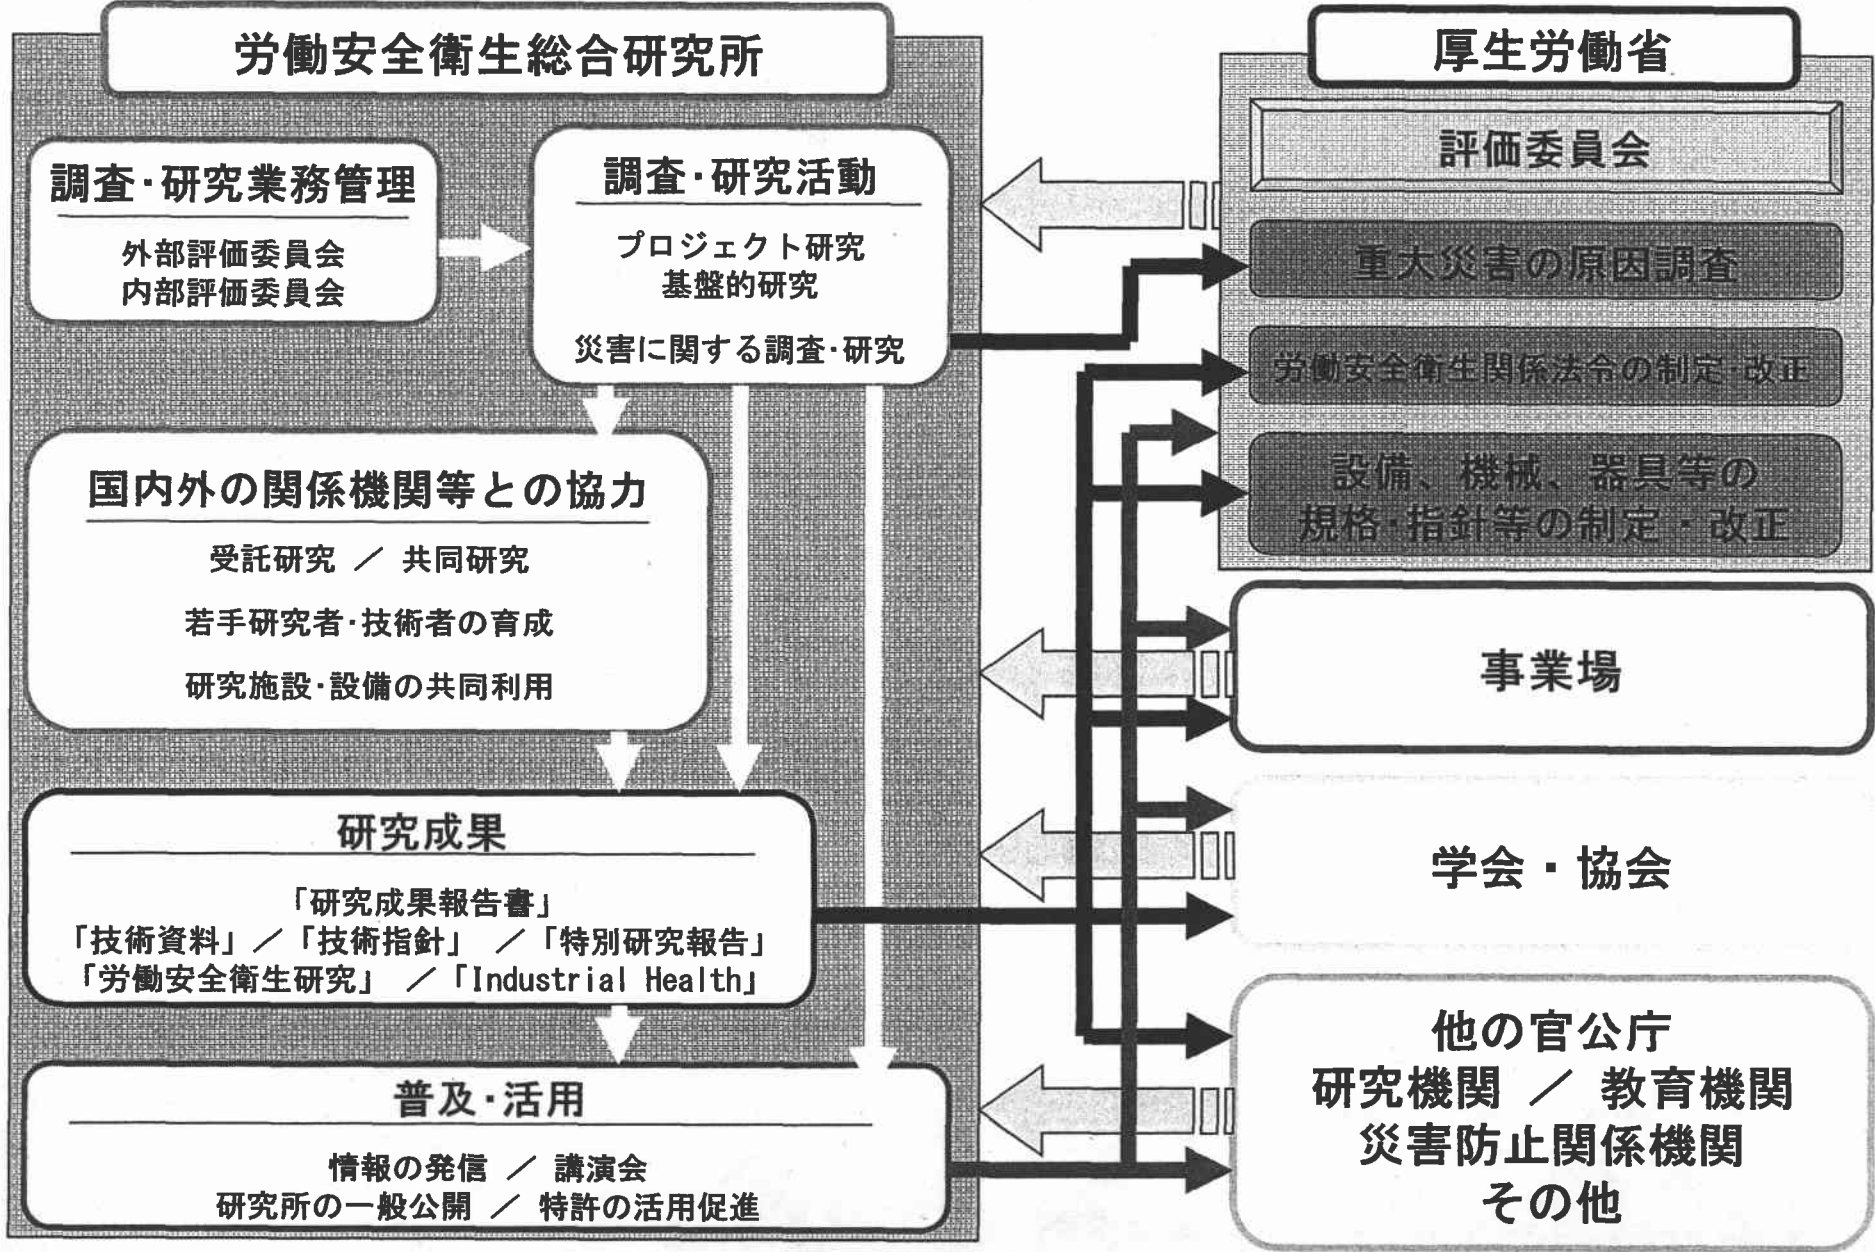 労働安全衛生総合研究所
調査・研究業務管理
外部評価委員会
内部評価委員会
調査・研究活動
プロジェクト研究
基盤的研究
災害に関する調査・研究
国内外の関係機関等との協力
受託研究 ／ 共同研究
若手研究者・技術者の育成
研究施設・設備の共同利用
研究成果
「研究成果報告書」
「技術資料」／「技術指針」 ／「特別研究報告」
「労働安全衛生研究」 ／「Industrial Health」
普及・活用
情報の発信 ／ 講演会
研究所の一般公開 ／ 特許の活用促進
厚生労働省
評価委員会
重大災害の原因調査
労働安全衛生関係法令の制定・改正
設備、機械、器具等の
規格・指針等の制定・改正
事業場
学会・協会
他の官公庁
研究機関 ／ 教育機関
災害防止関係機関
その他